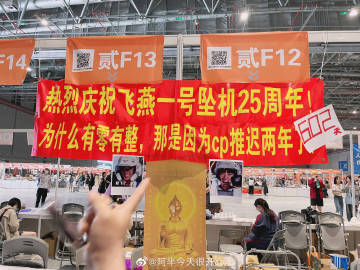 F14
贰F13
贰F12
热烈庆祝飞燕一号坠机25周年!
为什么有零有整，那是因为cp推迟两年了
602
@阿半今天很开心